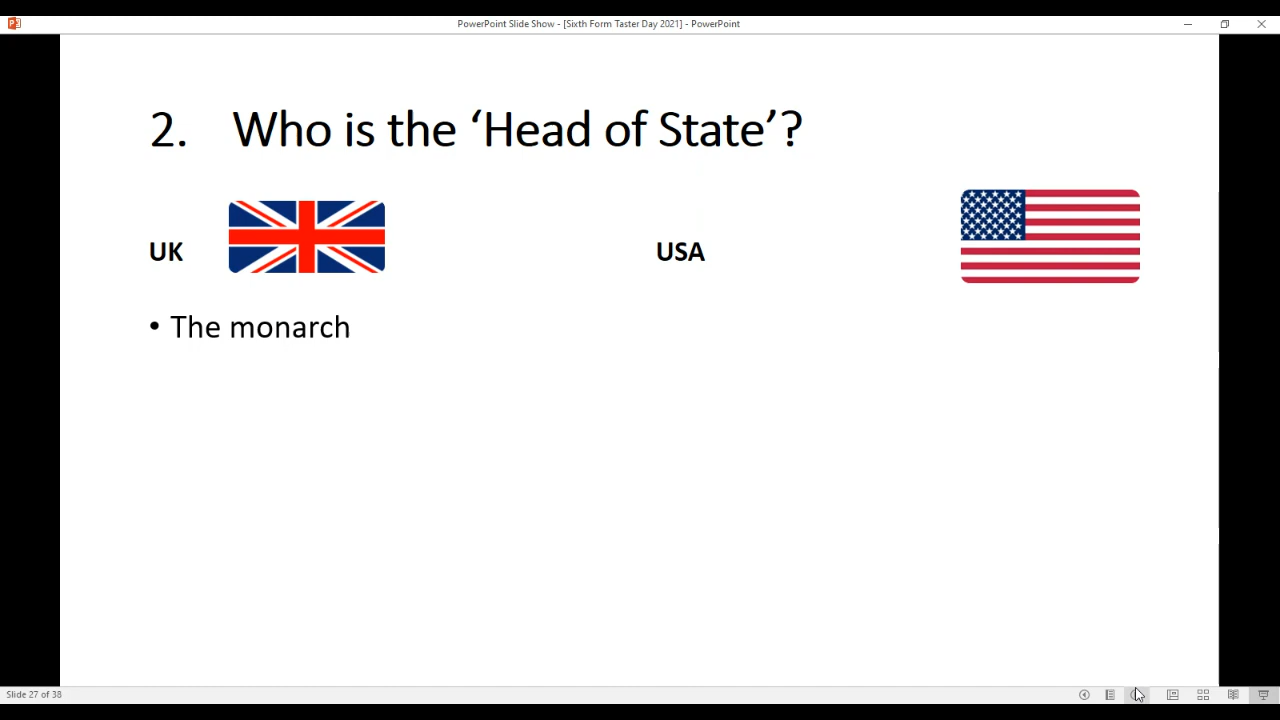 PowerPoint Slide Show - [Sixth Form Taster Day 2021] - PowerPoint
2. Who is the ‘Head of State’?
UK
USA
• The monarch
Slide 27 of 38